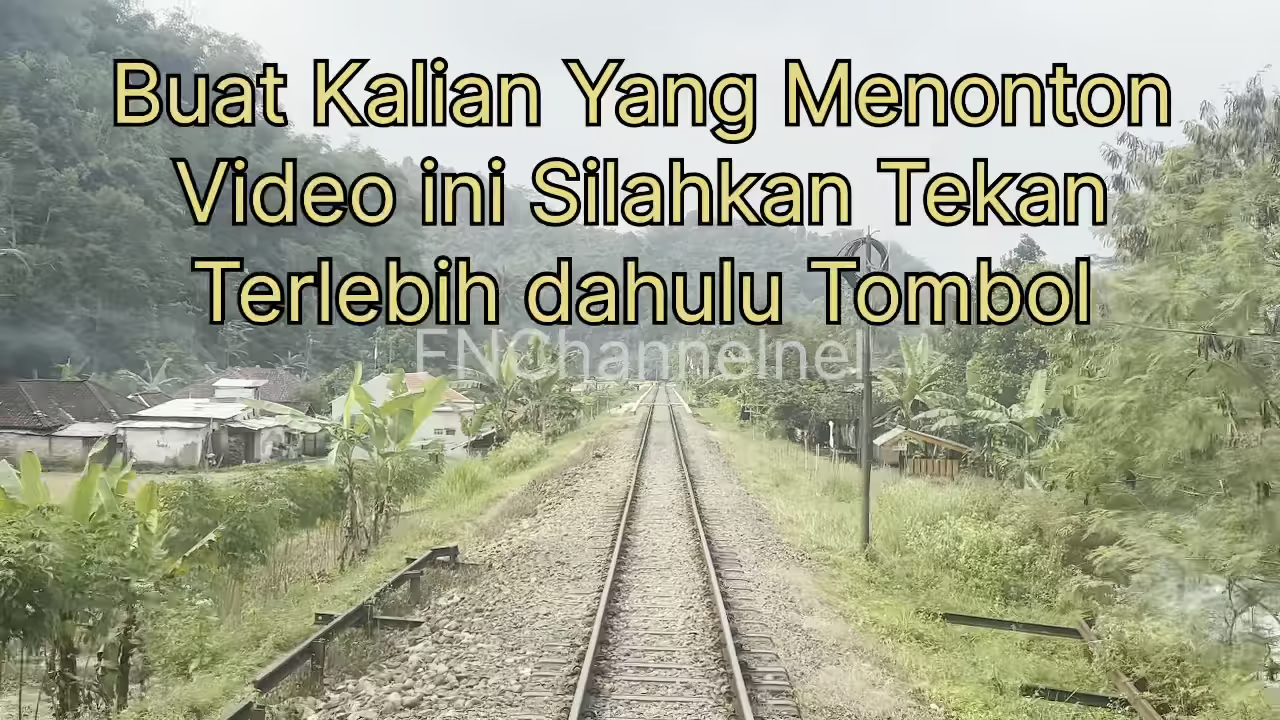 Buat Kalian Yang Menonton
Video ini Silahkan Tekan
Terlebih dahulu Tombol
FNChannelnel